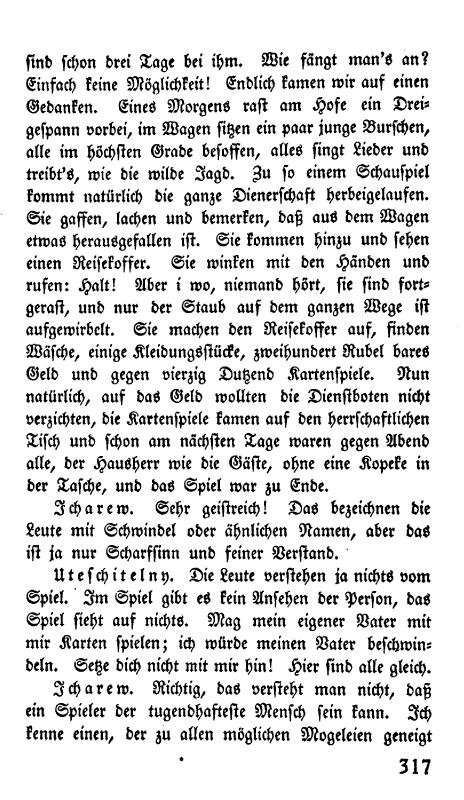 sind schon drei Tage bei ihm. Wie fängt man's an?
Einfach keine Möglichkeit! Endlich kamen wir auf einen
Gedanken. Eines Morgens rast am Hofe ein Drei-
gespann vorbei, im Wagen sitzen ein paar junge Burschen,
alle im höchsten Grade besoffen, alles singt Lieder und
treibt's, wie die wilde Jagd. Zu so einem Schauspiel
kommt natürlich die ganze Dienerschaft herbeigelaufen.
Sie gaffen, lachen und bemerken, daß aus dem Wagen
etwas herausgefallen ist. Sie kommen hinzu und sehen
einen Reisekoffer. Sie winken mit den Händen und
rufen: Halt! Aber i wo, niemand hört, sie sind fort-
gerast, und nur der Staub auf dem ganzen Wege ist
aufgewirbelt. Sie machen den Reisekoffer auf, finden
Wäsche, einige Kleidungsstücke, zweihundert Rubel bares
Geld und gegen vierzig Dutzend Kartenspiele. Nun
natürlich, auf das Geld wollten die Dienstboten nicht
verzichten, die Kartenspiele kamen auf den herrschaftlichen
Tisch und schon am nächsten Tage waren gegen Abend
alle, der Hausherr wie die Gäste, ohne eine Kopeke in
der Tasche, und das Spiel war zu Ende.
Icharew. Sehr geistreich! Das bezeichnen die
Leute mit Schwindel oder ähnlichen Namen, aber das
ist ja nur Scharfsinn und feiner Verstand.
Uteschitelny. Die Leute verstehen ja nichts vom
Spiel. Im Spiel gibt es kein Ansehen der Person, das
Spiel sieht auf nichts. Mag mein eigener Vater mit
mir Karten spielen; ich würde meinen Vater beschwin-
deln. Setze dich nicht mit mir hin! Hier sind alle gleich.
Icharew. Richtig, das versteht man nicht, daß
ein Spieler der tugendhafteste Mensch sein kann. Ich
kenne einen, der zu allen möglichen Mogeleien geneigt
317